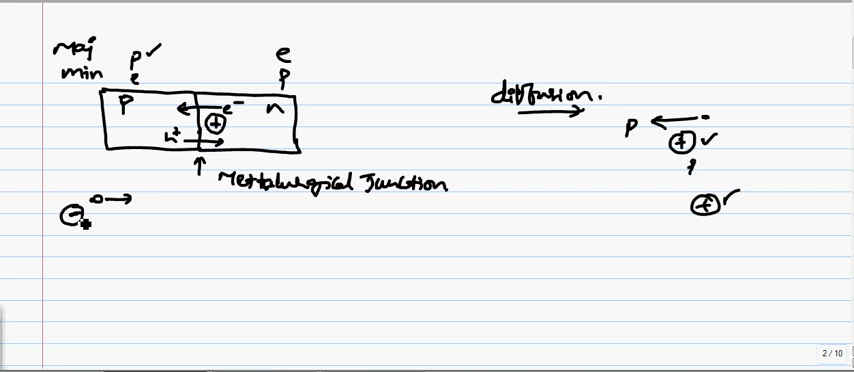 Maj p ✓ e
min e p
p ← e⁻ n
⊕
h⁺ →
↑ Metallurgical Junction
diffusion.
p ← -
⊕ ✓
⊕ ✓
⊖ o →
2 / 10